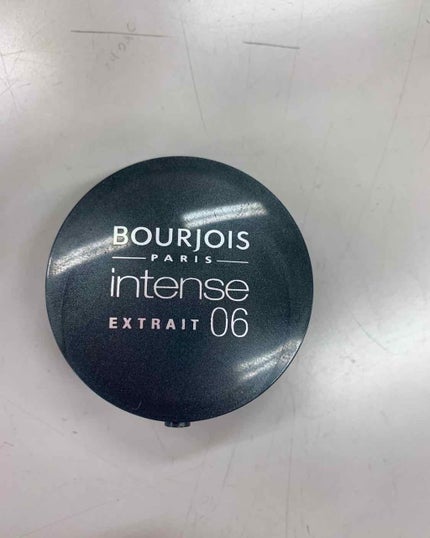 BOURJOIS
PARIS
intense
EXTRAIT 06